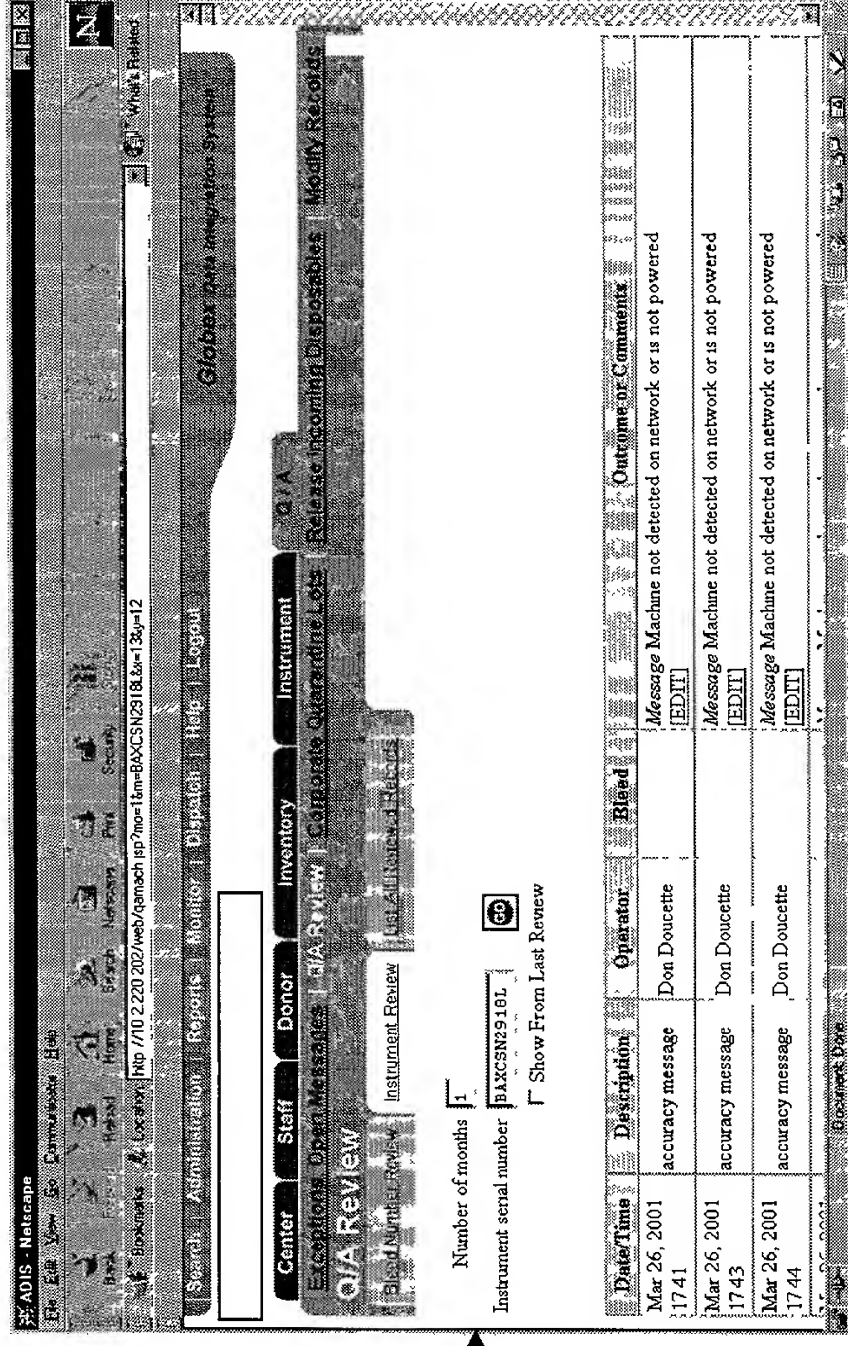 ADIS - Netscape
File Edit View Go Communicator Help
Back Forward Reload Home Search Netscape Print Security Stop
Bookmarks Location http //10 2.220 202/web/qamach jsp?mo=1&m=BAXCSN2918L&x=13&y=12 What's Related
Search | Administration | Reports | Monitor | Dispatch | Help | Logout
Globex Data Integration System
Center Staff Donor Inventory Instrument Q / A
Exceptions Open Messages | Q/A Review | Corporate Quarantine Lots | Release Incoming Disposables | Modify Records
Q/A Review
Bleed Number Review Instrument Review List All Reviewed Records
Number of months 1
Instrument serial number BAXCSN2918L GO
Show From Last Review
Date/Time Description Operator Bleed Outcome or Comments
Mar 26, 2001 1741 accuracy message Don Doucette Message Machine not detected on network or is not powered [EDIT]
Mar 26, 2001 1743 accuracy message Don Doucette Message Machine not detected on network or is not powered [EDIT]
Mar 26, 2001 1744 accuracy message Don Doucette Message Machine not detected on network or is not powered [EDIT]
Document Done